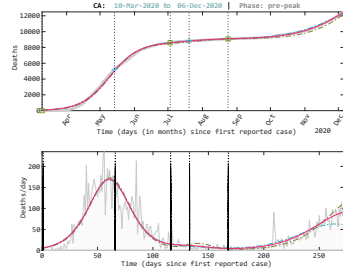 CA: 10-Mar-2020 to 06-Dec-2020 | Phase: pre-peak
12000
10000
8000
6000
4000
2000
0
Deaths
Apr May Jun Jul Aug Sep Oct Nov Dec
Time (days (in months) since first reported case)
2020
200
150
100
50
0
Deaths/day
0 50 100 150 200 250
Time (days since first reported case)